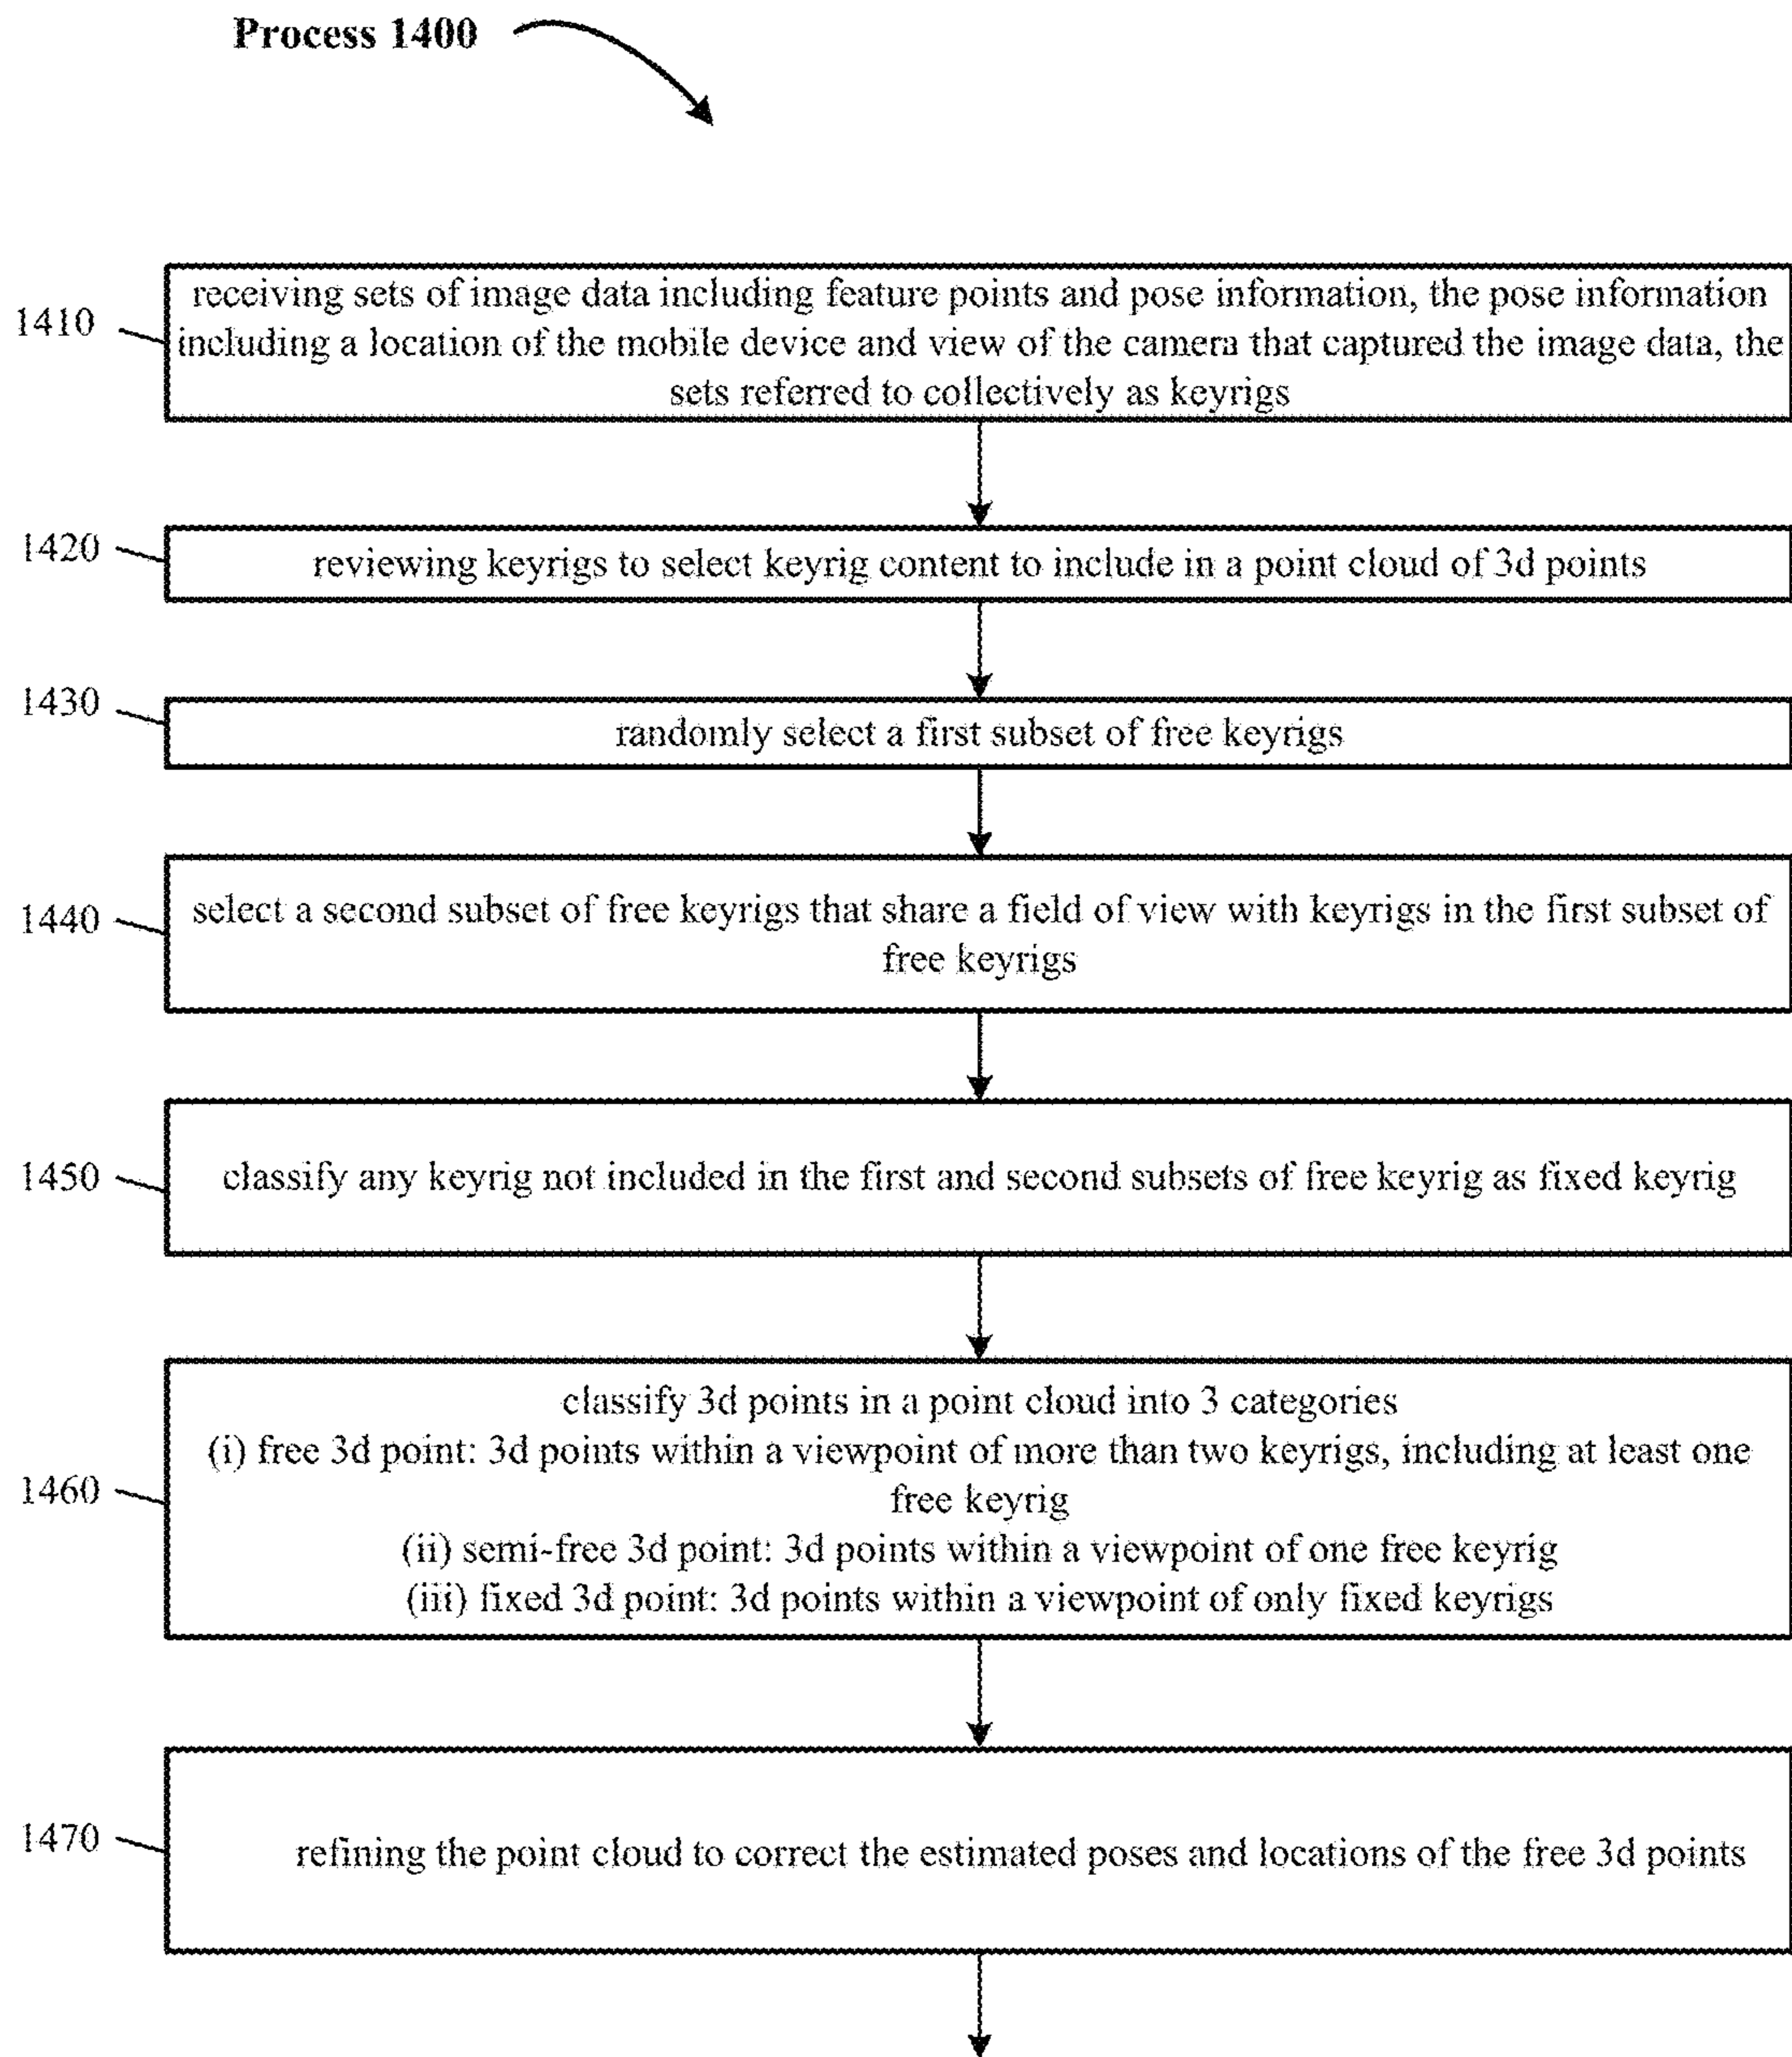 Process 1400
1410
receiving sets of image data including feature points and pose information, the pose information
including a location of the mobile device and view of the camera that captured the image data, the
sets referred to collectively as keyrigs
1420
reviewing keyrigs to select keyrig content to include in a point cloud of 3d points
1430
randomly select a first subset of free keyrigs
1440
select a second subset of free keyrigs that share a field of view with keyrigs in the first subset of
free keyrigs
1450
classify any keyrig not included in the first and second subsets of free keyrig as fixed keyrig
1460
classify 3d points in a point cloud into 3 categories
(i) free 3d point: 3d points within a viewpoint of more than two keyrigs, including at least one
free keyrig
(ii) semi-free 3d point: 3d points within a viewpoint of one free keyrig
(iii) fixed 3d point: 3d points within a viewpoint of only fixed keyrigs
1470
refining the point cloud to correct the estimated poses and locations of the free 3d points